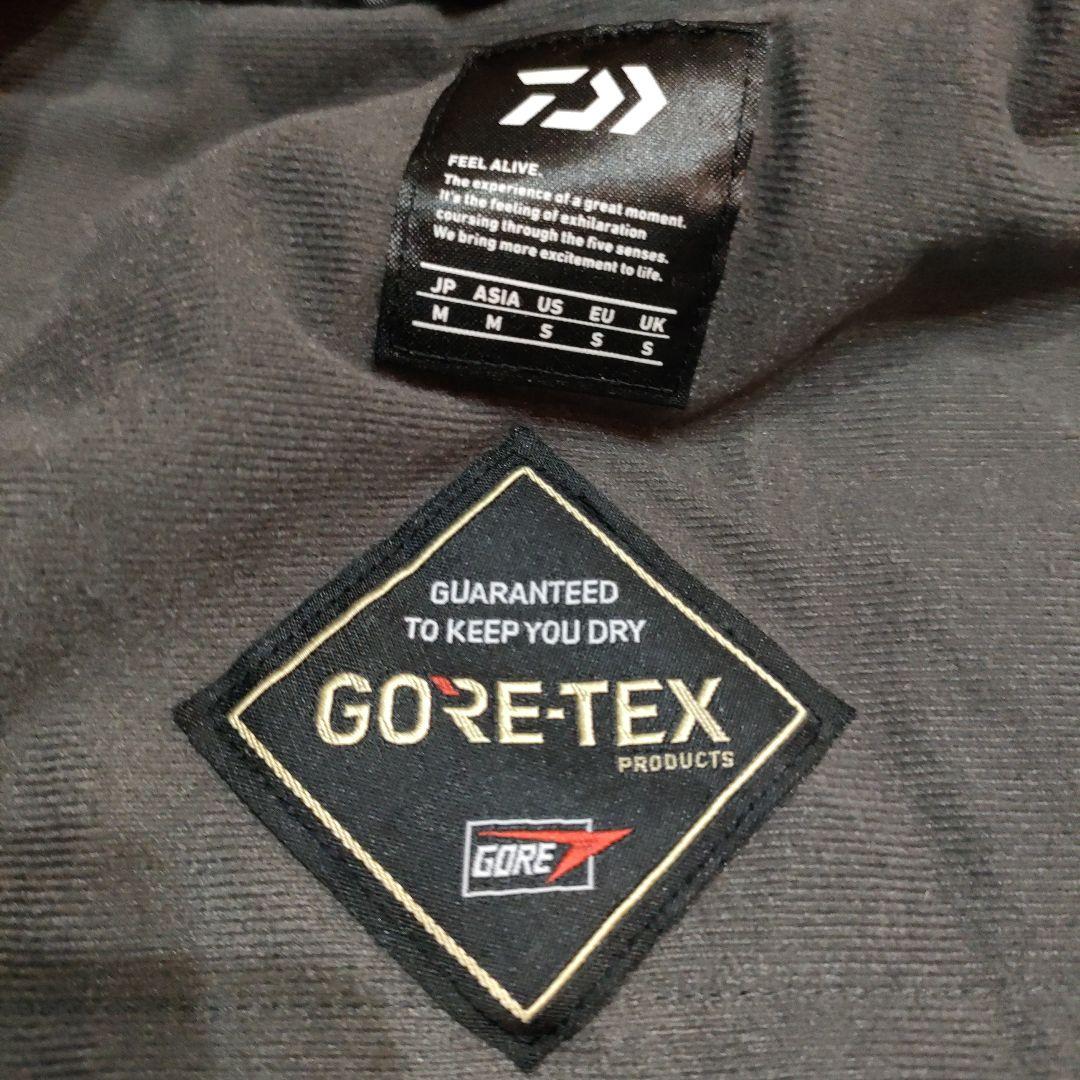 FEEL ALIVE.
The experience of a great moment.
It's the feeling of exhilaration
coursing through the five senses.
We bring more excitement to life.
JP ASIA US EU UK
M M S S S
GUARANTEED
TO KEEP YOU DRY
GORE-TEX
PRODUCTS
GORE